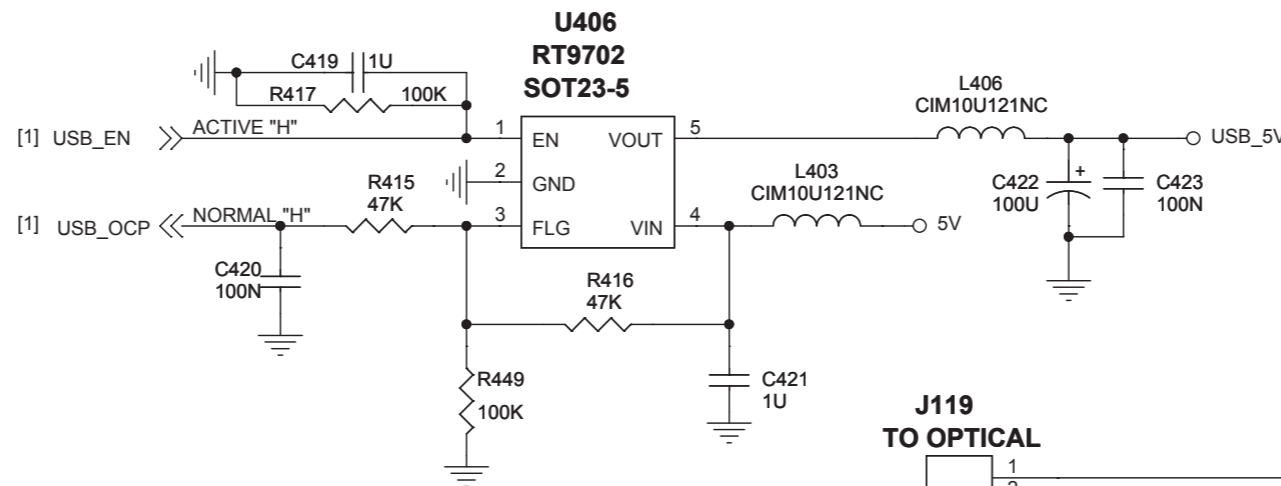 U406
RT9702
SOT23-5
C419 1U
R417 100K
[1] USB_EN ACTIVE "H"
1 EN VOUT 5
2 GND
3 FLG VIN 4
L406
CIM10U121NC
USB_5V
C422
100U
+
C423
100N
L403
CIM10U121NC
5V
R415
47K
[1] USB_OCP NORMAL "H"
C420
100N
R416
47K
R449
100K
C421
1U
J119
TO OPTICAL
1